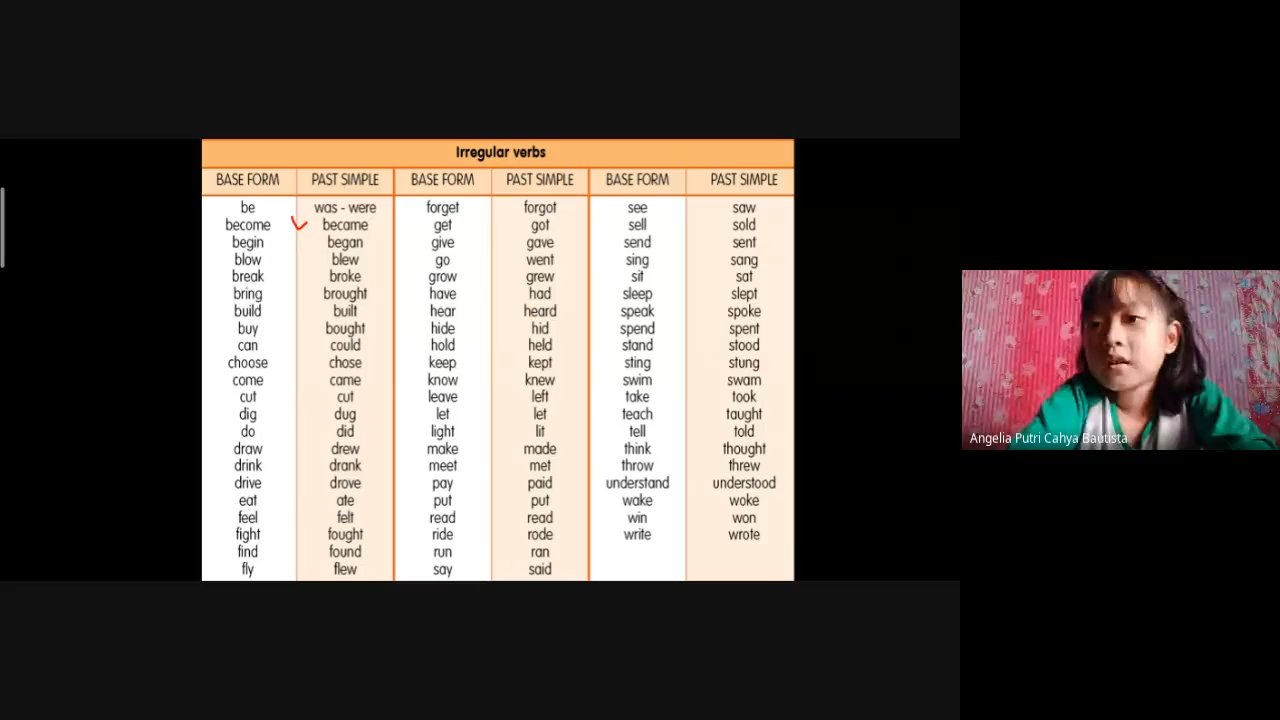 Irregular verbs
BASE FORM PAST SIMPLE BASE FORM PAST SIMPLE BASE FORM PAST SIMPLE
be was - were forget forgot see saw
become became get got sell sold
begin began give gave send sent
blow blew go went sing sang
break broke grow grew sit sat
bring brought have had sleep slept
build built hear heard speak spoke
buy bought hide hid spend spent
can could hold held stand stood
choose chose keep kept sting stung
come came know knew swim swam
cut cut leave left take took
dig dug let let teach taught
do did light lit tell told
draw drew make made think thought
drink drank meet met throw threw
drive drove pay paid understand understood
eat ate put put wake woke
feel felt read read win won
fight fought ride rode write wrote
find found run ran
fly flew say said
Angelia Putri Cahya Bautista